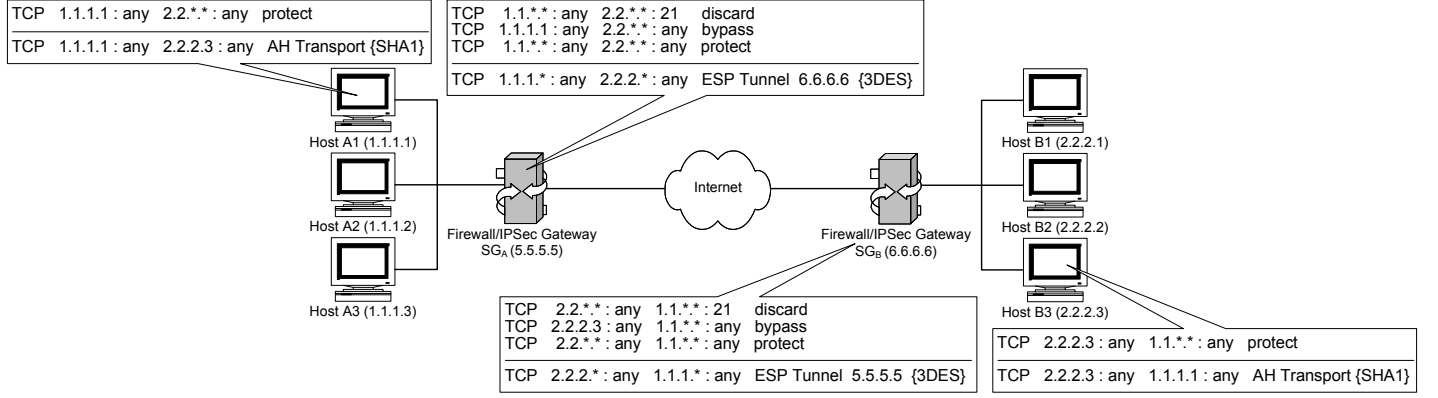 TCP 1.1.1.1 : any 2.2.*.* : any protect
TCP 1.1.1.1 : any 2.2.2.3 : any AH Transport {SHA1}
TCP 1.1.*.* : any 2.2.*.* : 21 discard
TCP 1.1.1.1 : any 2.2.*.* : any bypass
TCP 1.1.*.* : any 2.2.*.* : any protect
TCP 1.1.1.* : any 2.2.2.* : any ESP Tunnel 6.6.6.6 {3DES}
Host A1 (1.1.1.1)
Host B1 (2.2.2.1)
Internet
Host A2 (1.1.1.2)
Firewall/IPSec Gateway
SGA (5.5.5.5)
Firewall/IPSec Gateway
SGB (6.6.6.6)
Host B2 (2.2.2.2)
Host A3 (1.1.1.3)
Host B3 (2.2.2.3)
TCP 2.2.*.* : any 1.1.*.* : 21 discard
TCP 2.2.2.3 : any 1.1.*.* : any bypass
TCP 2.2.*.* : any 1.1.*.* : any protect
TCP 2.2.2.* : any 1.1.1.* : any ESP Tunnel 5.5.5.5 {3DES}
TCP 2.2.2.3 : any 1.1.*.* : any protect
TCP 2.2.2.3 : any 1.1.1.1 : any AH Transport {SHA1}